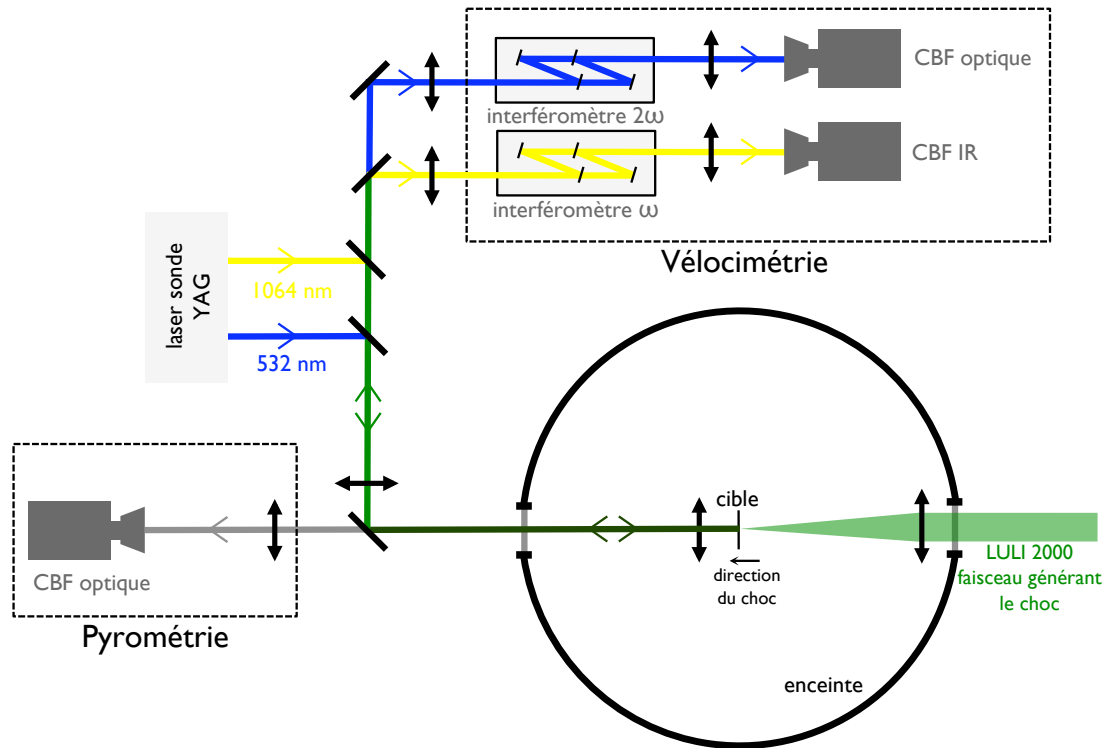 CBF optique
interféromètre 2ω
CBF IR
interféromètre ω
Vélocimétrie
laser sonde
YAG
1064 nm
532 nm
cible
direction
du choc
LULI 2000
faisceau générant
le choc
CBF optique
Pyrométrie
enceinte